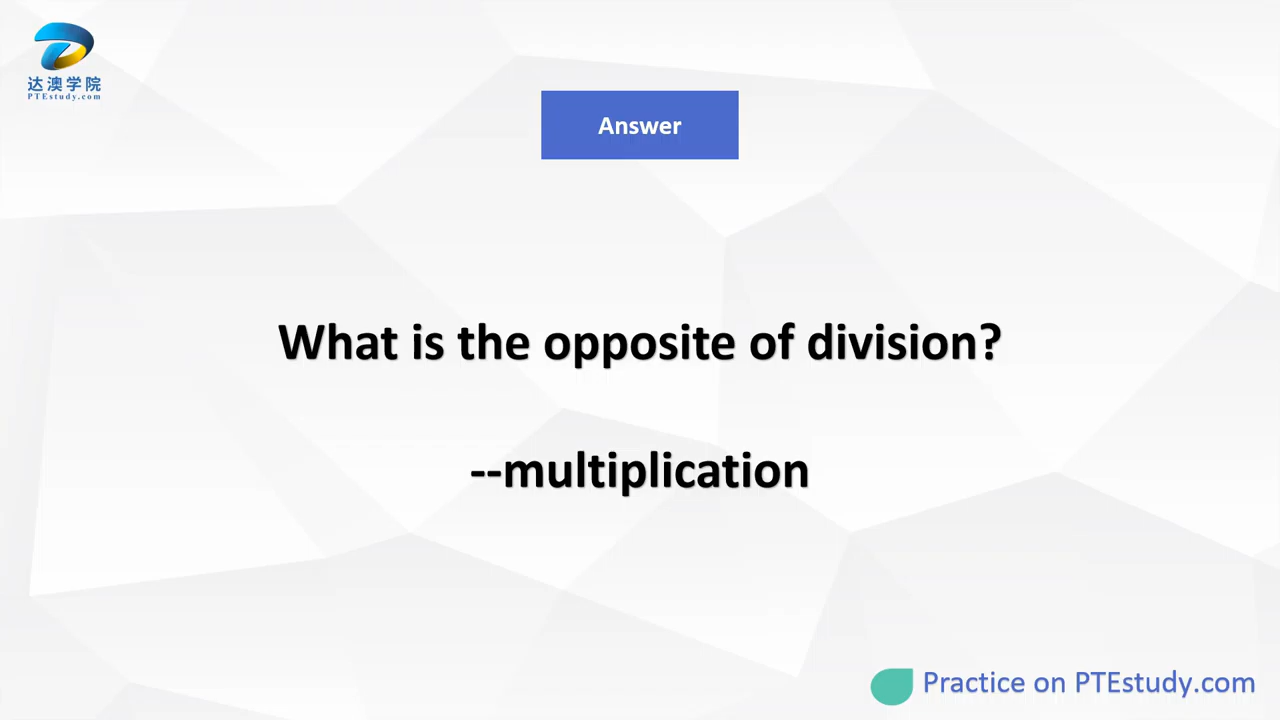 达澳学院
PTEstudy.com
Answer
What is the opposite of division?
--multiplication
Practice on PTEstudy.com